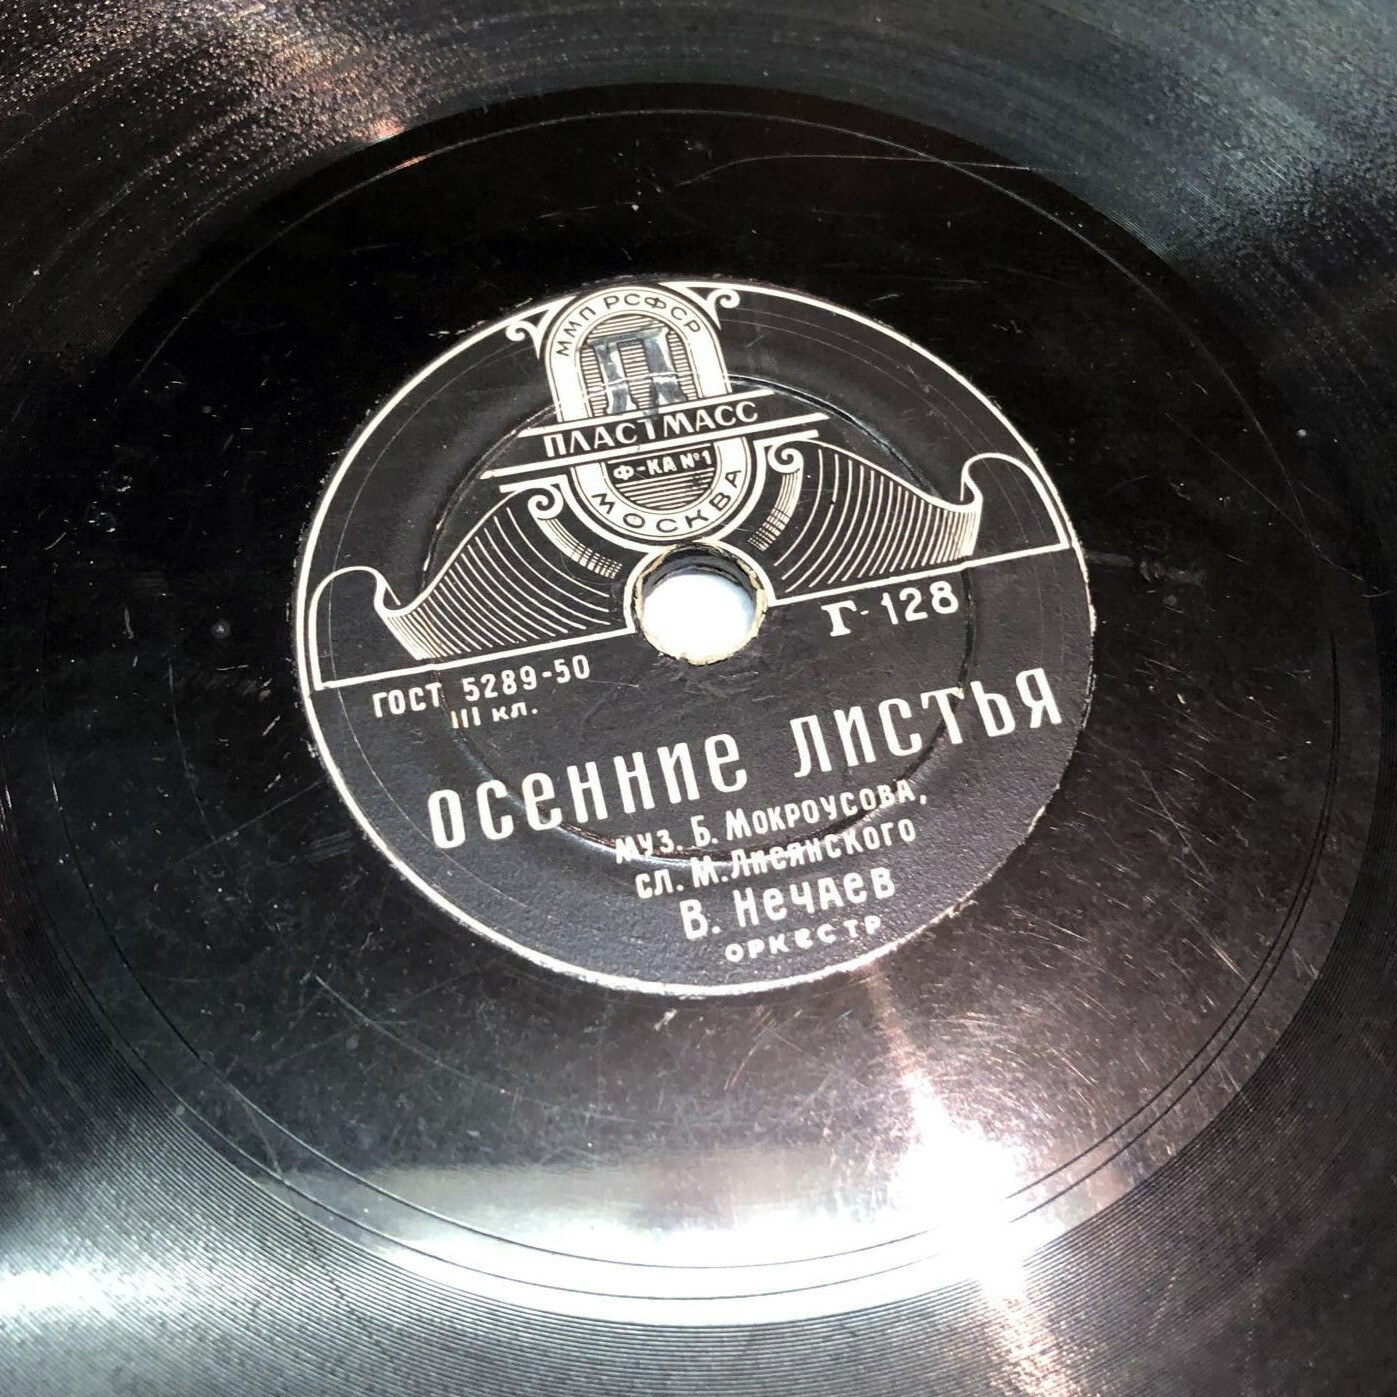 ММП РСФСР
П
ПЛАСТМАСС
Ф-КА №1
МОСКВА
Г-128
ГОСТ 5289-50
III кл.
ОСЕННИЕ ЛИСТЬЯ
муз. Б. Мокроусова,
сл. М. Лисянского
В. Нечаев
оркестр